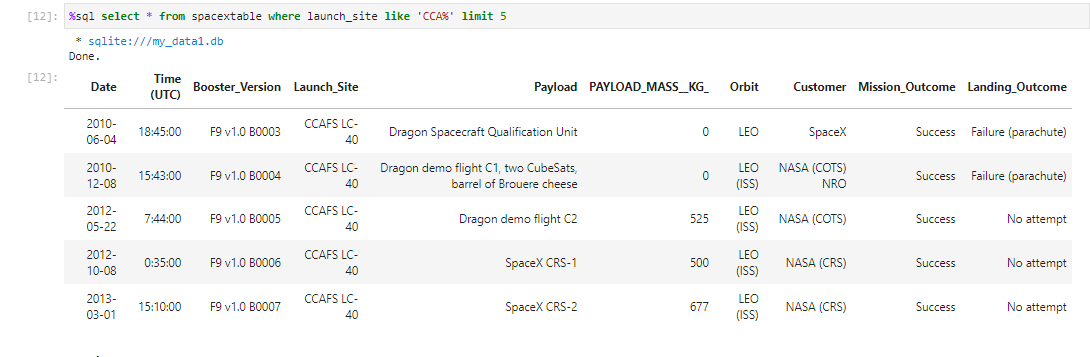 [12]: %sql select * from spacextable where launch_site like 'CCA%' limit 5
* sqlite:///my_data1.db
Done.
[12]:
Date Time (UTC) Booster_Version Launch_Site Payload PAYLOAD_MASS__KG_ Orbit Customer Mission_Outcome Landing_Outcome
2010-06-04 18:45:00 F9 v1.0 B0003 CCAFS LC-40 Dragon Spacecraft Qualification Unit 0 LEO SpaceX Success Failure (parachute)
2010-12-08 15:43:00 F9 v1.0 B0004 CCAFS LC-40 Dragon demo flight C1, two CubeSats, barrel of Brouere cheese 0 LEO (ISS) NASA (COTS) NRO Success Failure (parachute)
2012-05-22 7:44:00 F9 v1.0 B0005 CCAFS LC-40 Dragon demo flight C2 525 LEO (ISS) NASA (COTS) Success No attempt
2012-10-08 0:35:00 F9 v1.0 B0006 CCAFS LC-40 SpaceX CRS-1 500 LEO (ISS) NASA (CRS) Success No attempt
2013-03-01 15:10:00 F9 v1.0 B0007 CCAFS LC-40 SpaceX CRS-2 677 LEO (ISS) NASA (CRS) Success No attempt